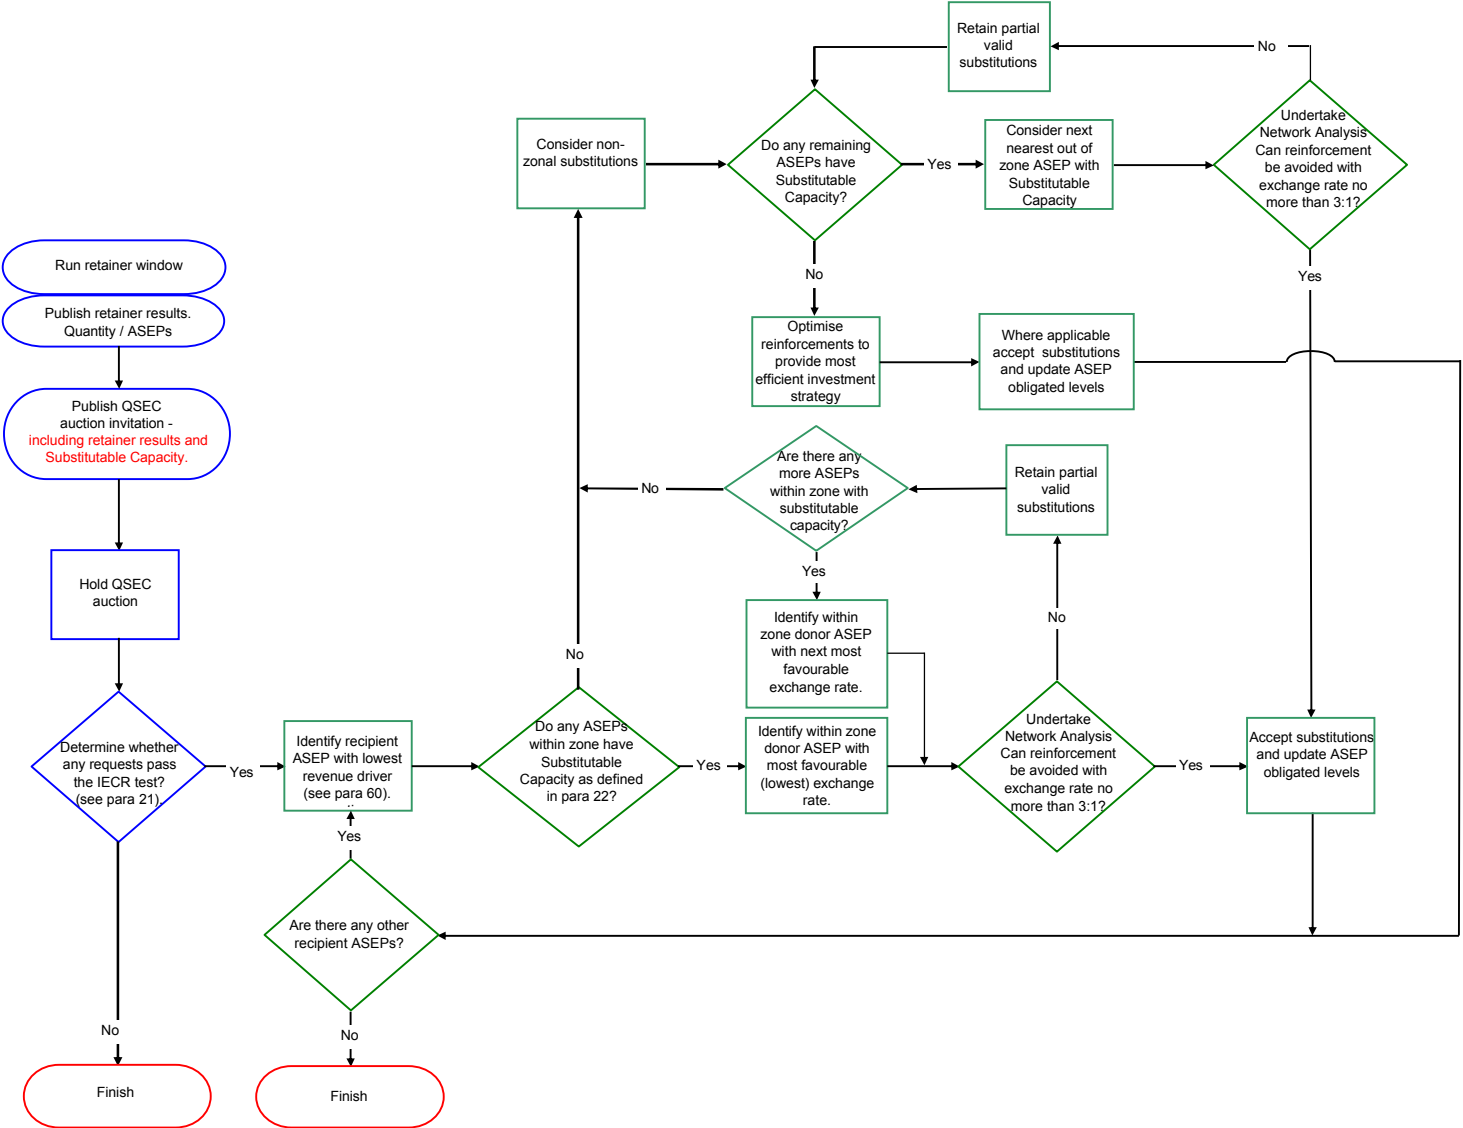 Run retainer window
Publish retainer results.
Quantity / ASEPs
Publish QSEC
auction invitation -
including retainer results and
Substitutable Capacity.
Hold QSEC
auction
Determine whether
any requests pass
the IECR test?
(see para 21).
Yes
No
Finish
Identify recipient
ASEP with lowest
revenue driver
(see para 60).
Yes
Are there any other
recipient ASEPs?
No
Finish
Do any ASEPs
within zone have
Substitutable
Capacity as defined
in para 22?
No
Yes
Consider non-
zonal substitutions
Do any remaining
ASEPs have
Substitutable
Capacity?
Yes
No
Retain partial
valid
substitutions
No
Consider next
nearest out of
zone ASEP with
Substitutable
Capacity
Undertake
Network Analysis
Can reinforcement
be avoided with
exchange rate no
more than 3:1?
Yes
Optimise
reinforcements to
provide most
efficient investment
strategy
Where applicable
accept substitutions
and update ASEP
obligated levels
Are there any
more ASEPs
within zone with
substitutable
capacity?
No
Yes
Retain partial
valid
substitutions
No
Identify within
zone donor ASEP
with next most
favourable
exchange rate.
Identify within zone
donor ASEP with
most favourable
(lowest) exchange
rate.
Undertake
Network Analysis
Can reinforcement
be avoided with
exchange rate no
more than 3:1?
Yes
Accept substitutions
and update ASEP
obligated levels